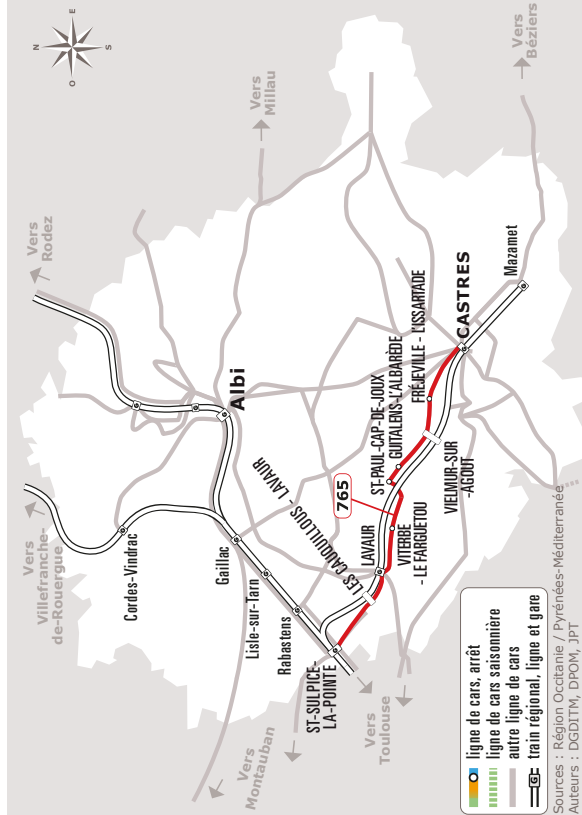 N
E
S
O
Vers
Rodez
Vers
Villefranche-
de-Rouergue
Vers
Millau
Vers
Béziers
Cordes-Vindrac
Albi
Gaillac
Lisle-sur-Tarn
Rabastens
ST-SULPICE-
LA-POINTE
LES CAUQUILLOUS - LAVAUR
LAVAUR
765
VITERBE
- LE FARGUETOU
ST-PAUL-CAP-DE-JOUX
GUITALENS-L'ALBARÈDE
FRÉJEVILLE - L'ISSARTADE
VIELMUR-SUR
-AGOUT
CASTRES
Mazamet
Vers
Montauban
Vers
Toulouse
ligne de cars, arrêt
ligne de cars saisonnière
autre ligne de cars
G train régional, ligne et gare
Sources : Région Occitanie / Pyrénées-Méditerranée
Auteurs : DGDITM, DPOM, JPT